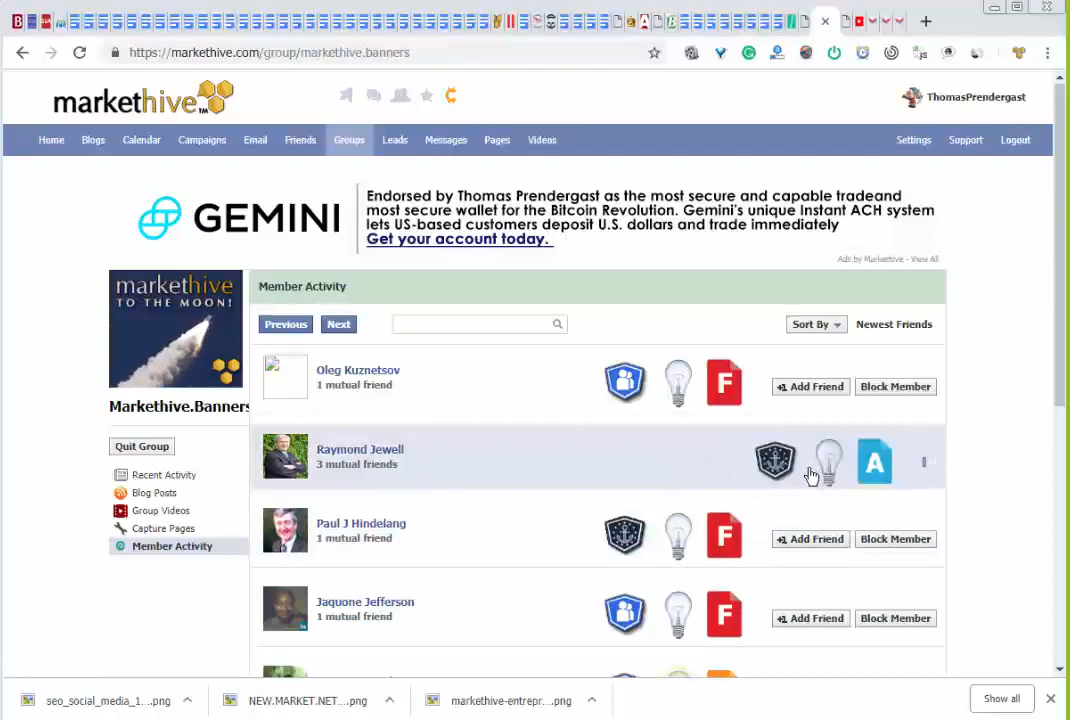 https://markethive.com/group/markethive.banners
markethive
TM
ThomasPrendergast
Home Blogs Calendar Campaigns Email Friends Groups Leads Messages Pages Videos Settings Support Logout
GEMINI
Endorsed by Thomas Prendergast as the most secure and capable tradeand
most secure wallet for the Bitcoin Revolution. Gemini's unique Instant ACH system
lets US-based customers deposit U.S. dollars and trade immediately
Get your account today.
Ads by Markethive - View All
markethive
TO THE MOON!
Markethive.Banners
Quit Group
Recent Activity
Blog Posts
Group Videos
Capture Pages
Member Activity
Member Activity
Previous Next Sort By Newest Friends
Oleg Kuznetsov
1 mutual friend
F
+1 Add Friend Block Member
Raymond Jewell
3 mutual friends
A
Paul J Hindelang
1 mutual friend
F
+1 Add Friend Block Member
Jaquone Jefferson
1 mutual friend
F
+1 Add Friend Block Member
seo_social_media_1....png NEW.MARKET.NET....png markethive-entrepr....png Show all